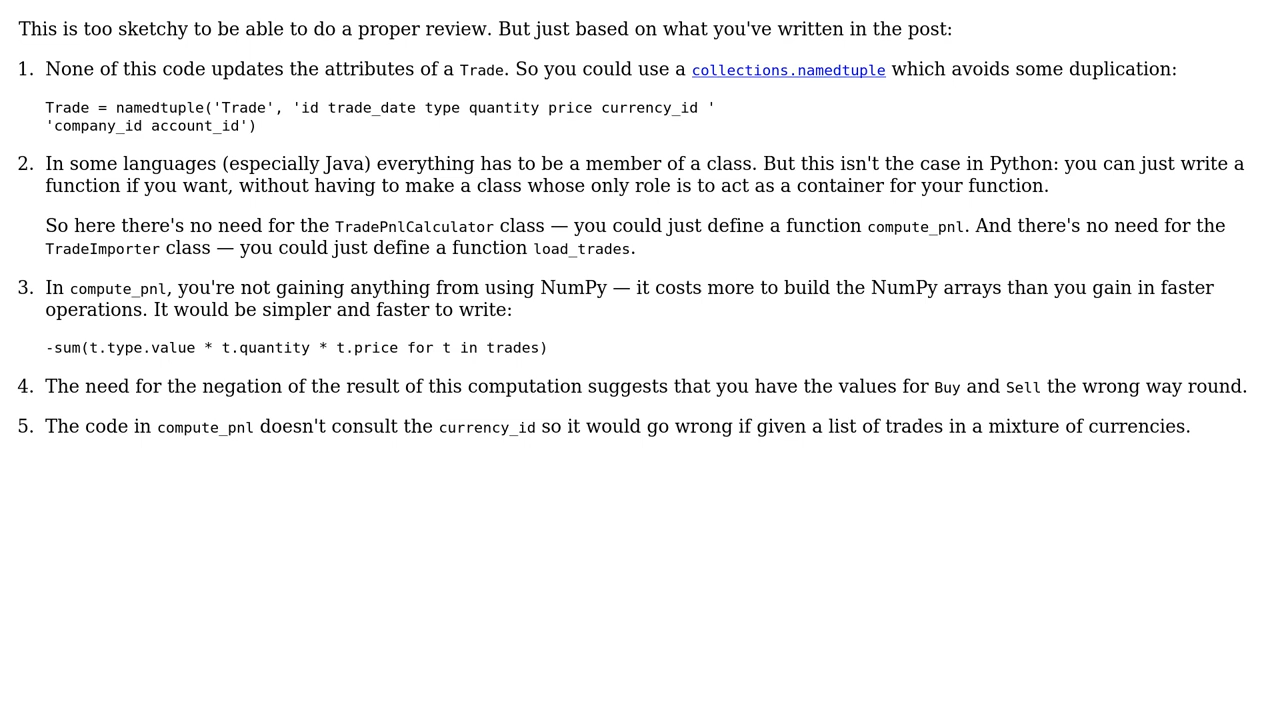 This is too sketchy to be able to do a proper review. But just based on what you've written in the post:
1. None of this code updates the attributes of a Trade. So you could use a collections.namedtuple which avoids some duplication:
Trade = namedtuple('Trade', 'id trade_date type quantity price currency_id '
'company_id account_id')
2. In some languages (especially Java) everything has to be a member of a class. But this isn't the case in Python: you can just write a
function if you want, without having to make a class whose only role is to act as a container for your function.
So here there's no need for the TradePnlCalculator class — you could just define a function compute_pnl. And there's no need for the
TradeImporter class — you could just define a function load_trades.
3. In compute_pnl, you're not gaining anything from using NumPy — it costs more to build the NumPy arrays than you gain in faster
operations. It would be simpler and faster to write:
-sum(t.type.value * t.quantity * t.price for t in trades)
4. The need for the negation of the result of this computation suggests that you have the values for Buy and Sell the wrong way round.
5. The code in compute_pnl doesn't consult the currency_id so it would go wrong if given a list of trades in a mixture of currencies.